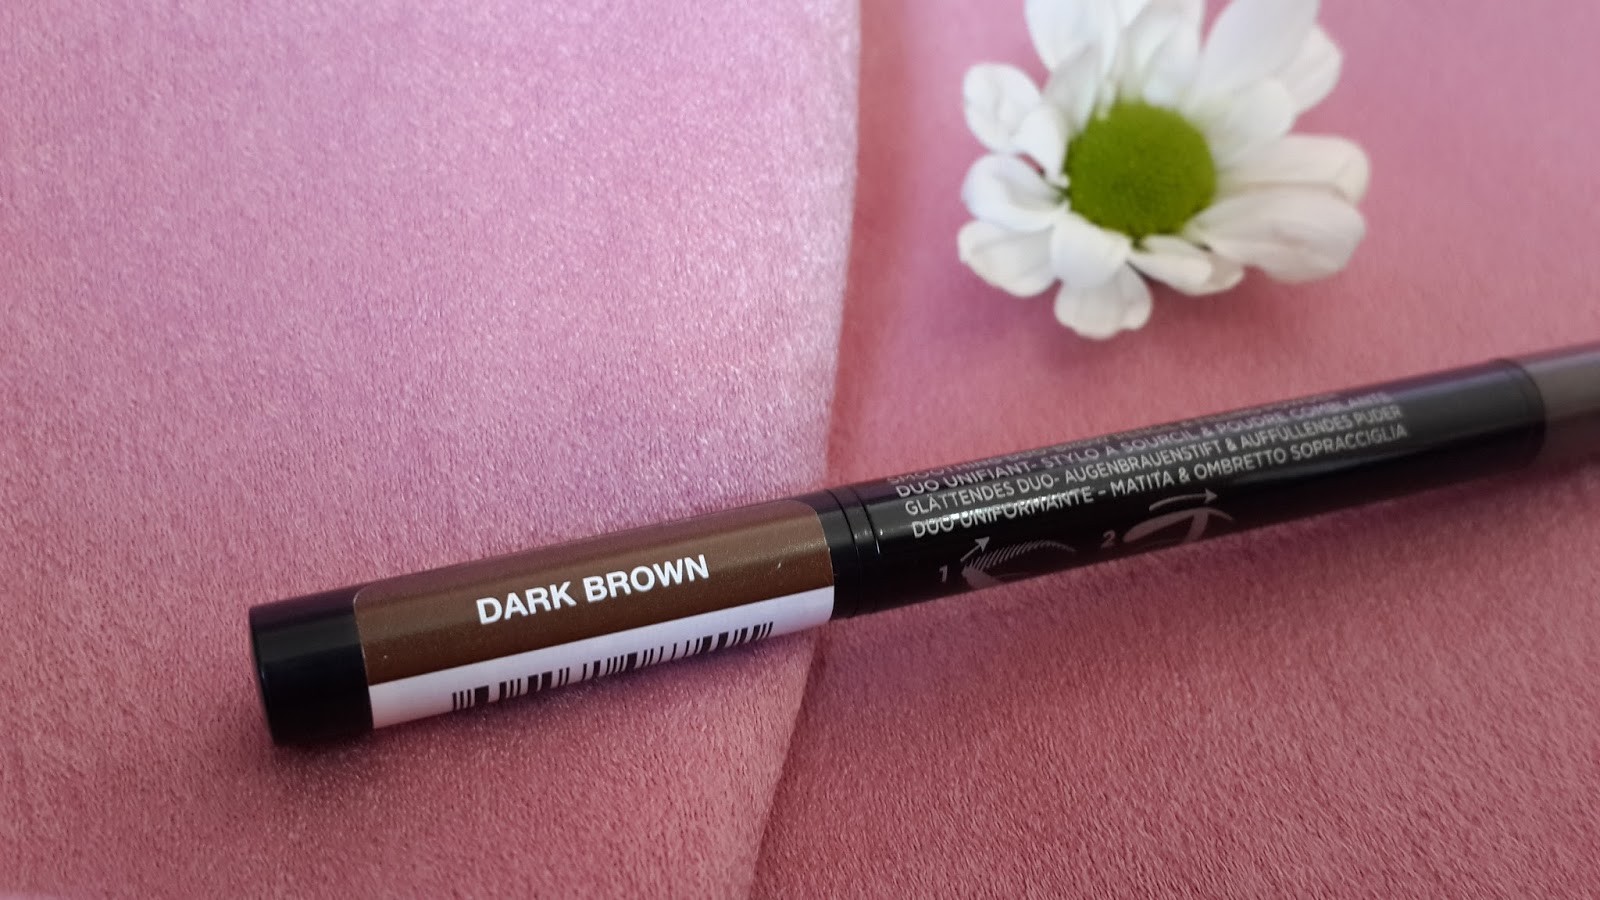 DARK BROWN
DUO UNIFIANT- STYLO À SOURCIL & POUDRE COMBLANTE
GLÄTTENDES DUO- AUGENBRAUENSTIFT & AUFFÜLLENDES PUDER
DUO UNIFORMANTE - MATITA & OMBRETTO SOPRACCIGLIA
1 2